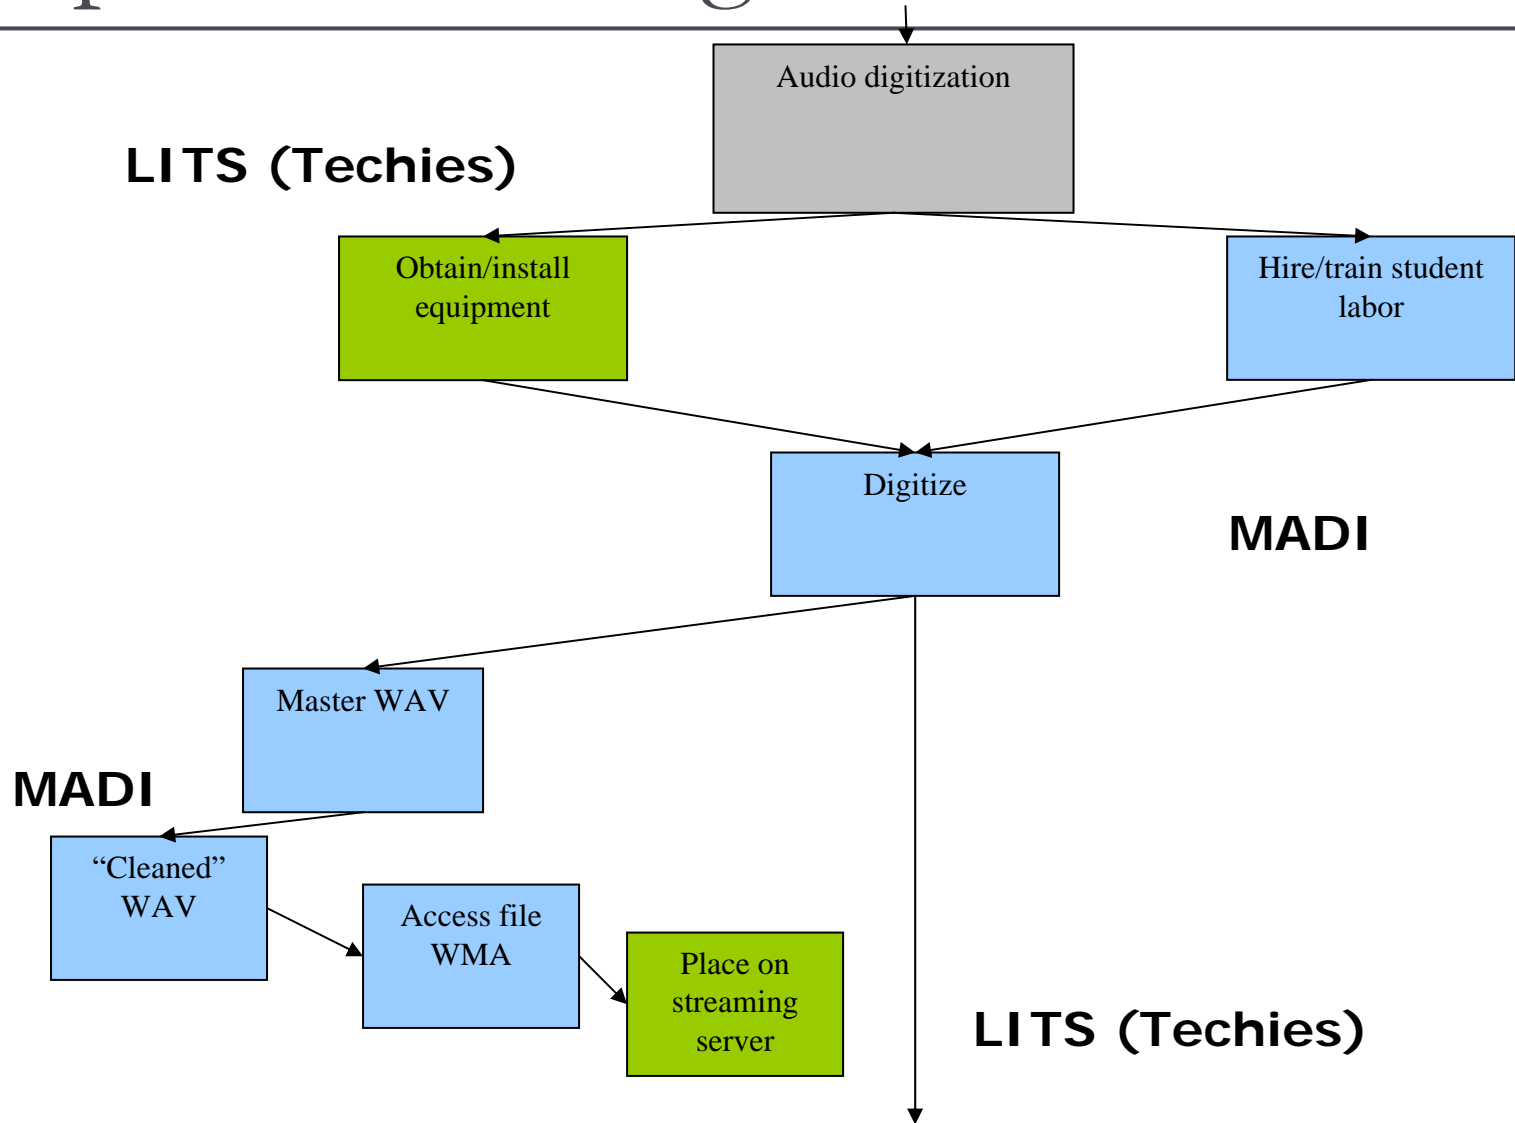 Audio digitization
LITS (Techies)
Obtain/install
equipment
Hire/train student
labor
Digitize
MADI
Master WAV
MADI
“Cleaned”
WAV
Access file
WMA
Place on
streaming
server
LITS (Techies)